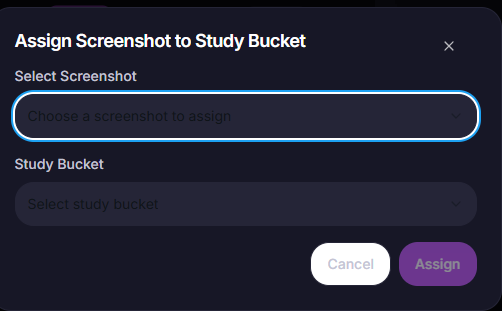 Assign Screenshot to Study Bucket
Select Screenshot
Choose a screenshot to assign
Study Bucket
Select study bucket
Cancel
Assign